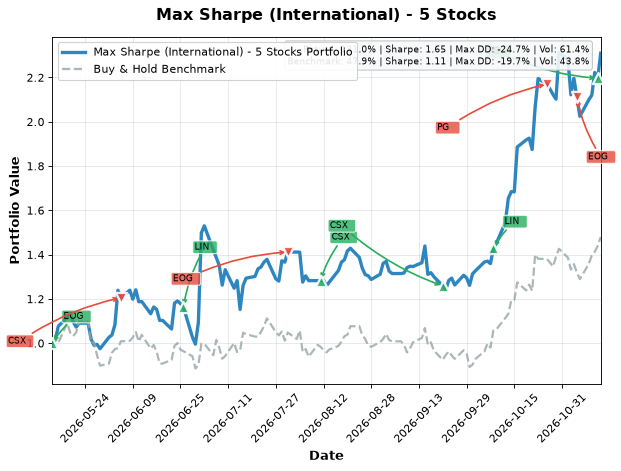 Max Sharpe (International) - 5 Stocks
.0% | Sharpe: 1.65 | Max DD: -24.7% | Vol: 61.4%
Benchmark: 47.9% | Sharpe: 1.11 | Max DD: -19.7% | Vol: 43.8%
Max Sharpe (International) - 5 Stocks Portfolio
Buy & Hold Benchmark
PG
EOG
CSX
CSX
LIN
LIN
EOG
EOG
CSX
2.2
2.0
1.8
1.6
1.4
1.2
1.0
Portfolio Value
2026-05-24
2026-06-09
2026-06-25
2026-07-11
2026-07-27
2026-08-12
2026-08-28
2026-09-13
2026-09-29
2026-10-15
2026-10-31
Date